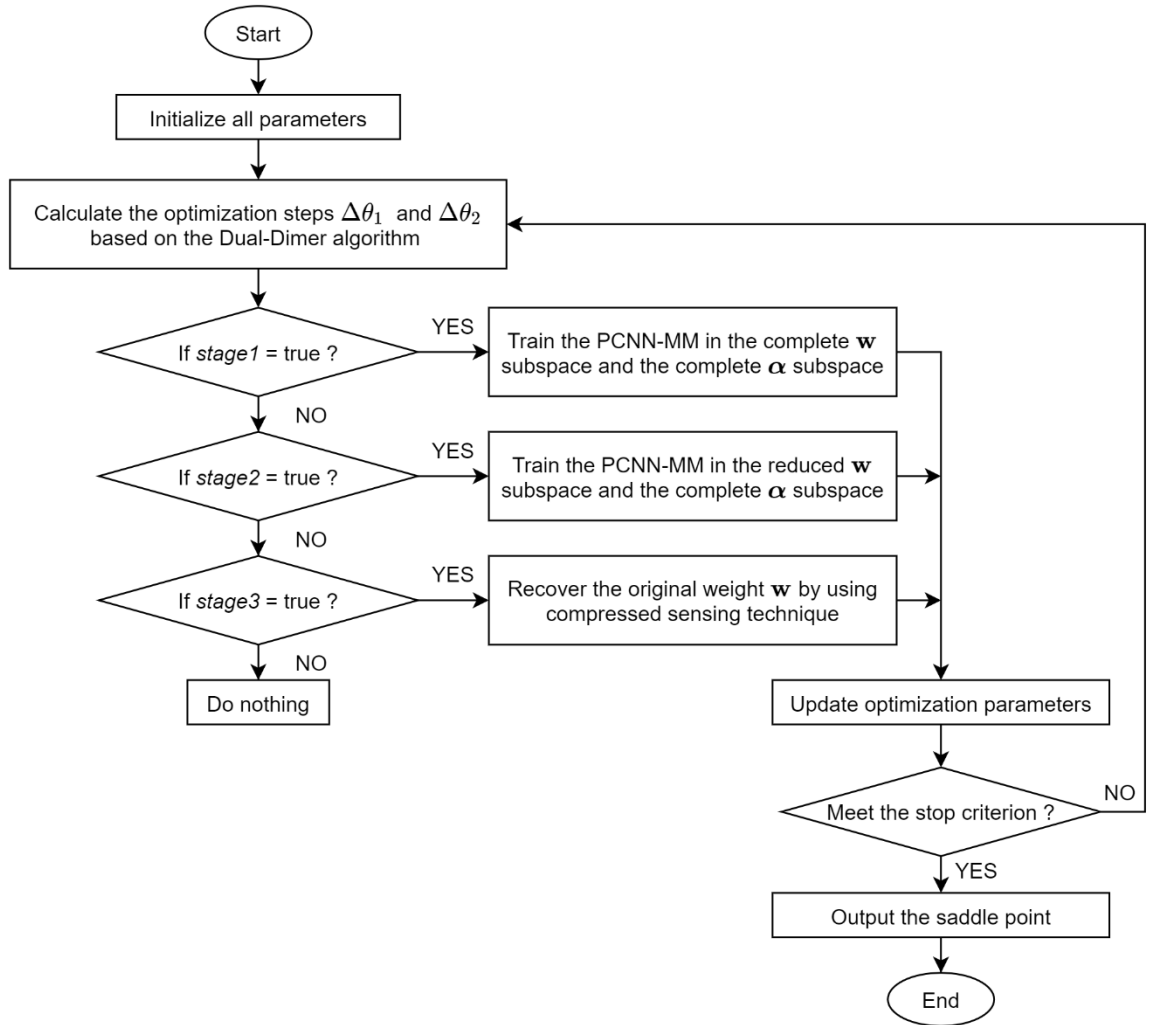 Start
Initialize all parameters
Calculate the optimization steps Δθ₁ and Δθ₂
based on the Dual-Dimer algorithm
If stage1 = true ?
YES
Train the PCNN-MM in the complete w
subspace and the complete α subspace
NO
If stage2 = true ?
YES
Train the PCNN-MM in the reduced w
subspace and the complete α subspace
NO
If stage3 = true ?
YES
Recover the original weight w by using
compressed sensing technique
NO
Do nothing
Update optimization parameters
Meet the stop criterion ?
NO
YES
Output the saddle point
End